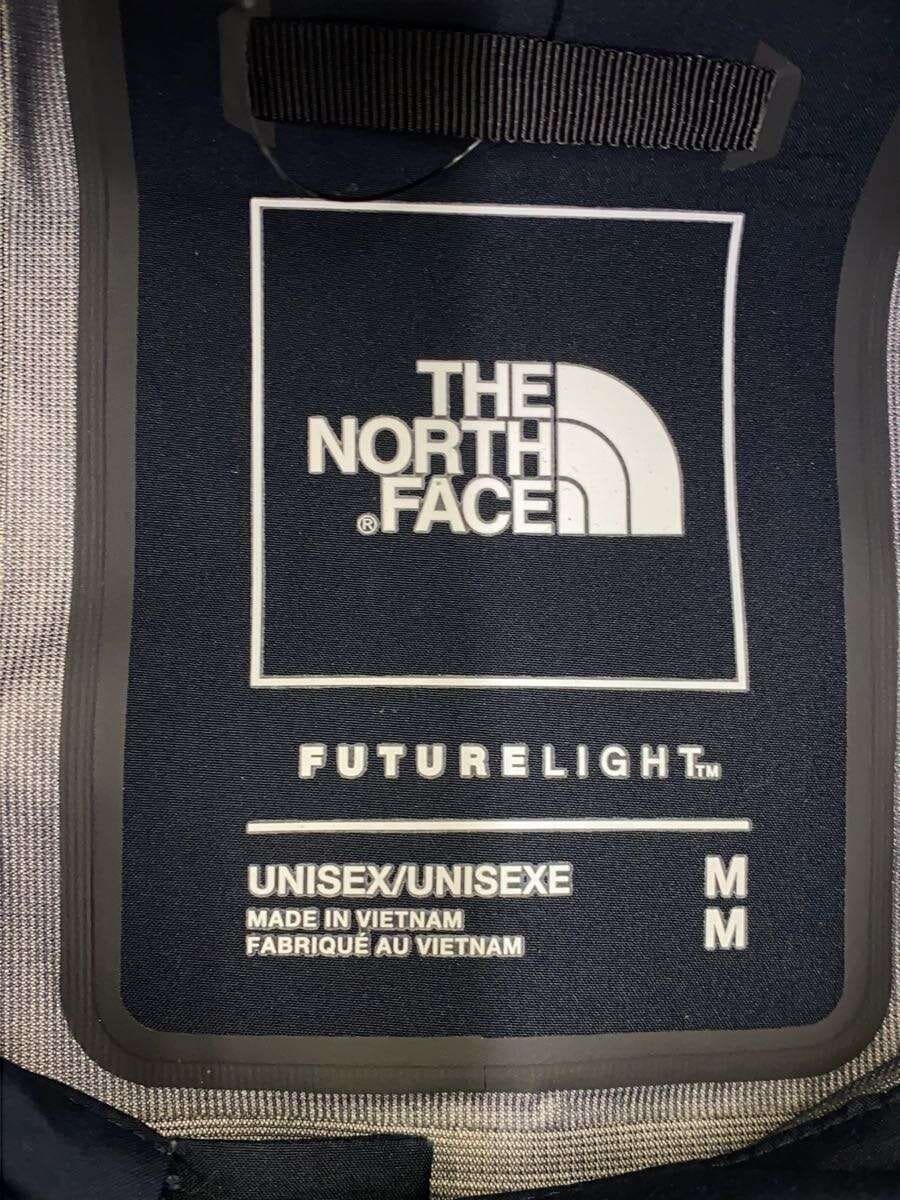 THE
NORTH
®FACE
FUTURELIGHT™
UNISEX/UNISEXE M
MADE IN VIETNAM M
FABRIQUÉ AU VIETNAM